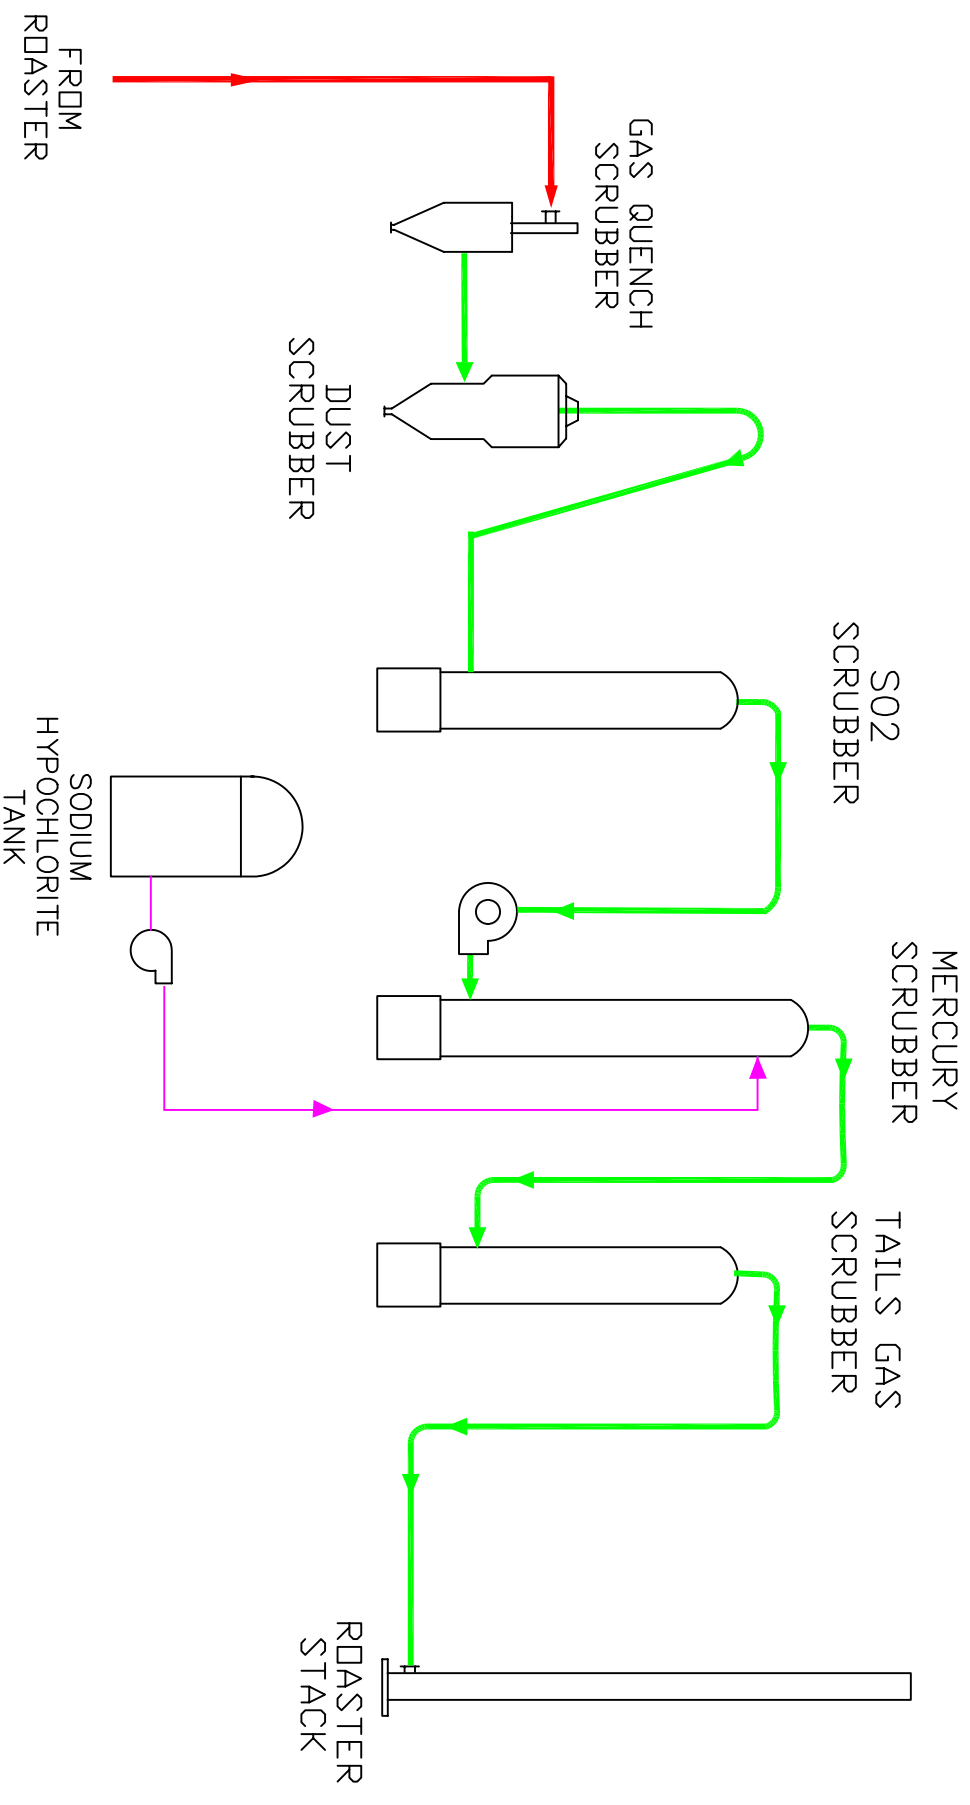 FROM
ROASTER
GAS QUENCH
SCRUBBER
DUST
SCRUBBER
SO2
SCRUBBER
SODIUM
HYPOCHLORITE
TANK
MERCURY
SCRUBBER
TAILS GAS
SCRUBBER
ROASTER
STACK